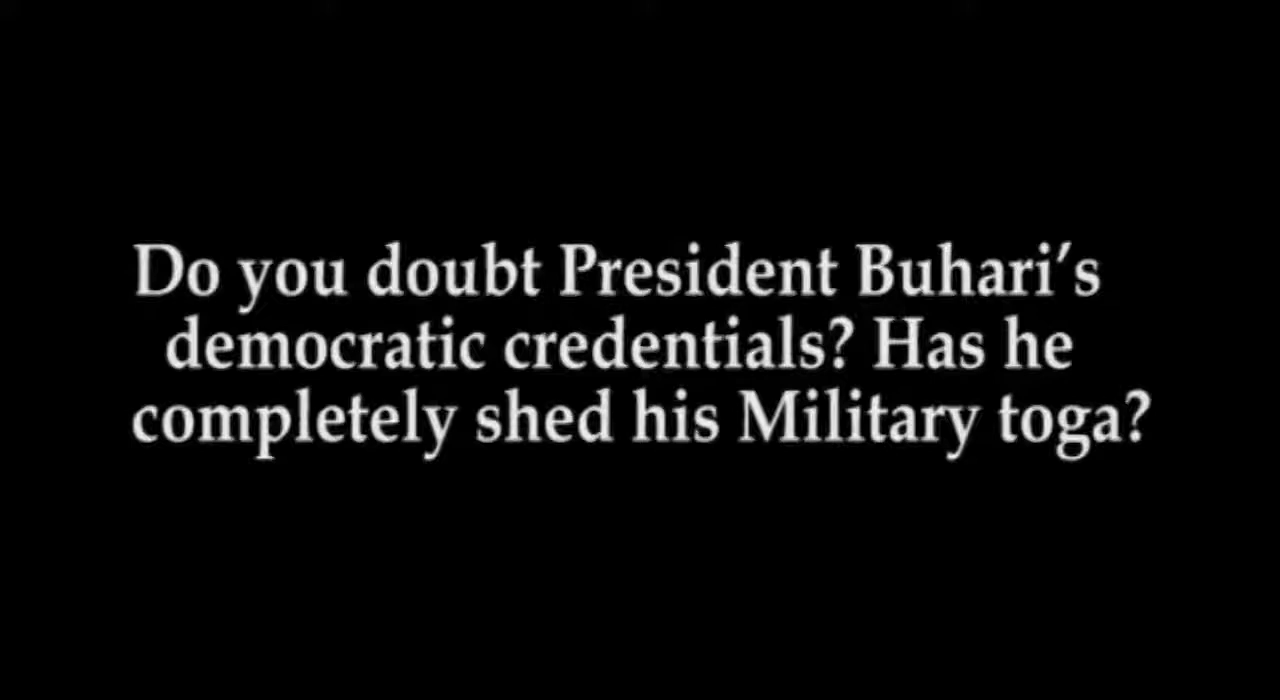 Do you doubt President Buhari’s
democratic credentials? Has he
completely shed his Military toga?